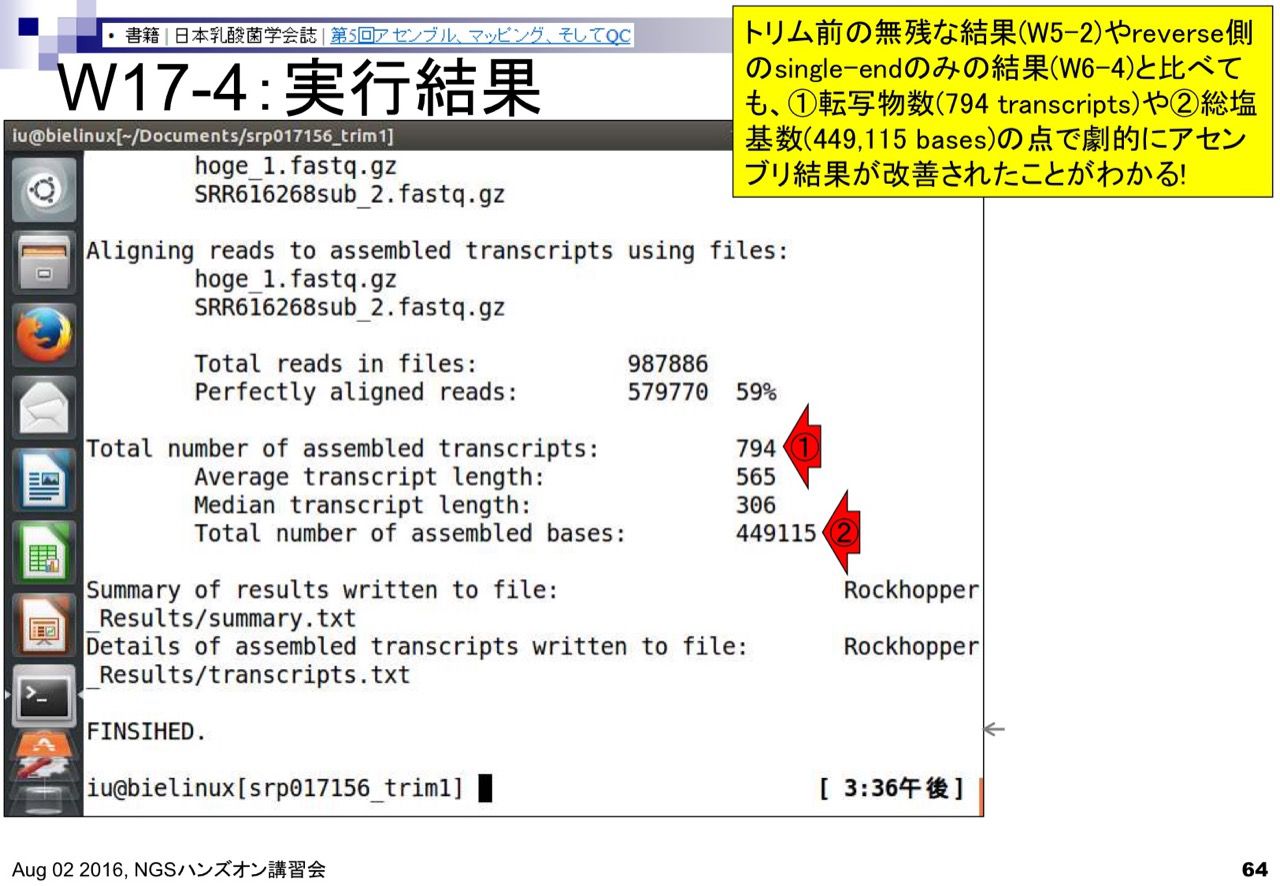 • 書籍 | 日本乳酸菌学会誌 | 第5回アセンブル、マッピング、そしてQC
W17-4：実行結果
トリム前の無残な結果(W5-2)やreverse側
のsingle-endのみの結果(W6-4)と比べて
も、①転写物数(794 transcripts)や②総塩
基数(449,115 bases)の点で劇的にアセン
ブリ結果が改善されたことがわかる!
iu@bielinux[~/Documents/srp017156_trim1]
hoge_1.fastq.gz
SRR616268sub_2.fastq.gz
Aligning reads to assembled transcripts using files:
hoge_1.fastq.gz
SRR616268sub_2.fastq.gz
Total reads in files: 987886
Perfectly aligned reads: 579770 59%
Total number of assembled transcripts: 794 ①
Average transcript length: 565
Median transcript length: 306
Total number of assembled bases: 449115 ②
Summary of results written to file: Rockhopper
_Results/summary.txt
Details of assembled transcripts written to file: Rockhopper
_Results/transcripts.txt
FINSIHED.
iu@bielinux[srp017156_trim1] [ 3:36午後]
Aug 02 2016, NGSハンズオン講習会
64